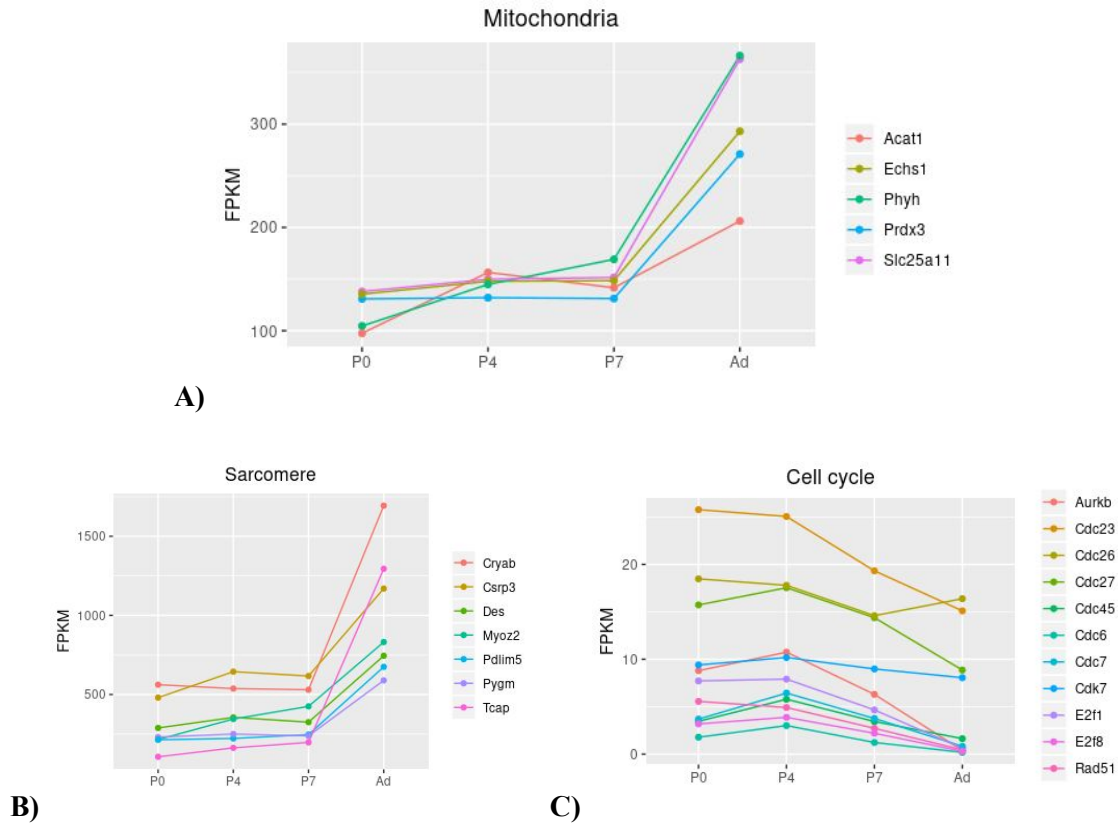 Mitochondria
FPKM
300
200
100
P0 P4 P7 Ad
Acat1
Echs1
Phyh
Prdx3
Slc25a11
A)
Sarcomere
FPKM
1500
1000
500
P0 P4 P7 Ad
Cryab
Csrp3
Des
Myoz2
Pdlim5
Pygm
Tcap
B)
Cell cycle
FPKM
20
10
0
P0 P4 P7 Ad
Aurkb
Cdc23
Cdc26
Cdc27
Cdc45
Cdc6
Cdc7
Cdk7
E2f1
E2f8
Rad51
C)